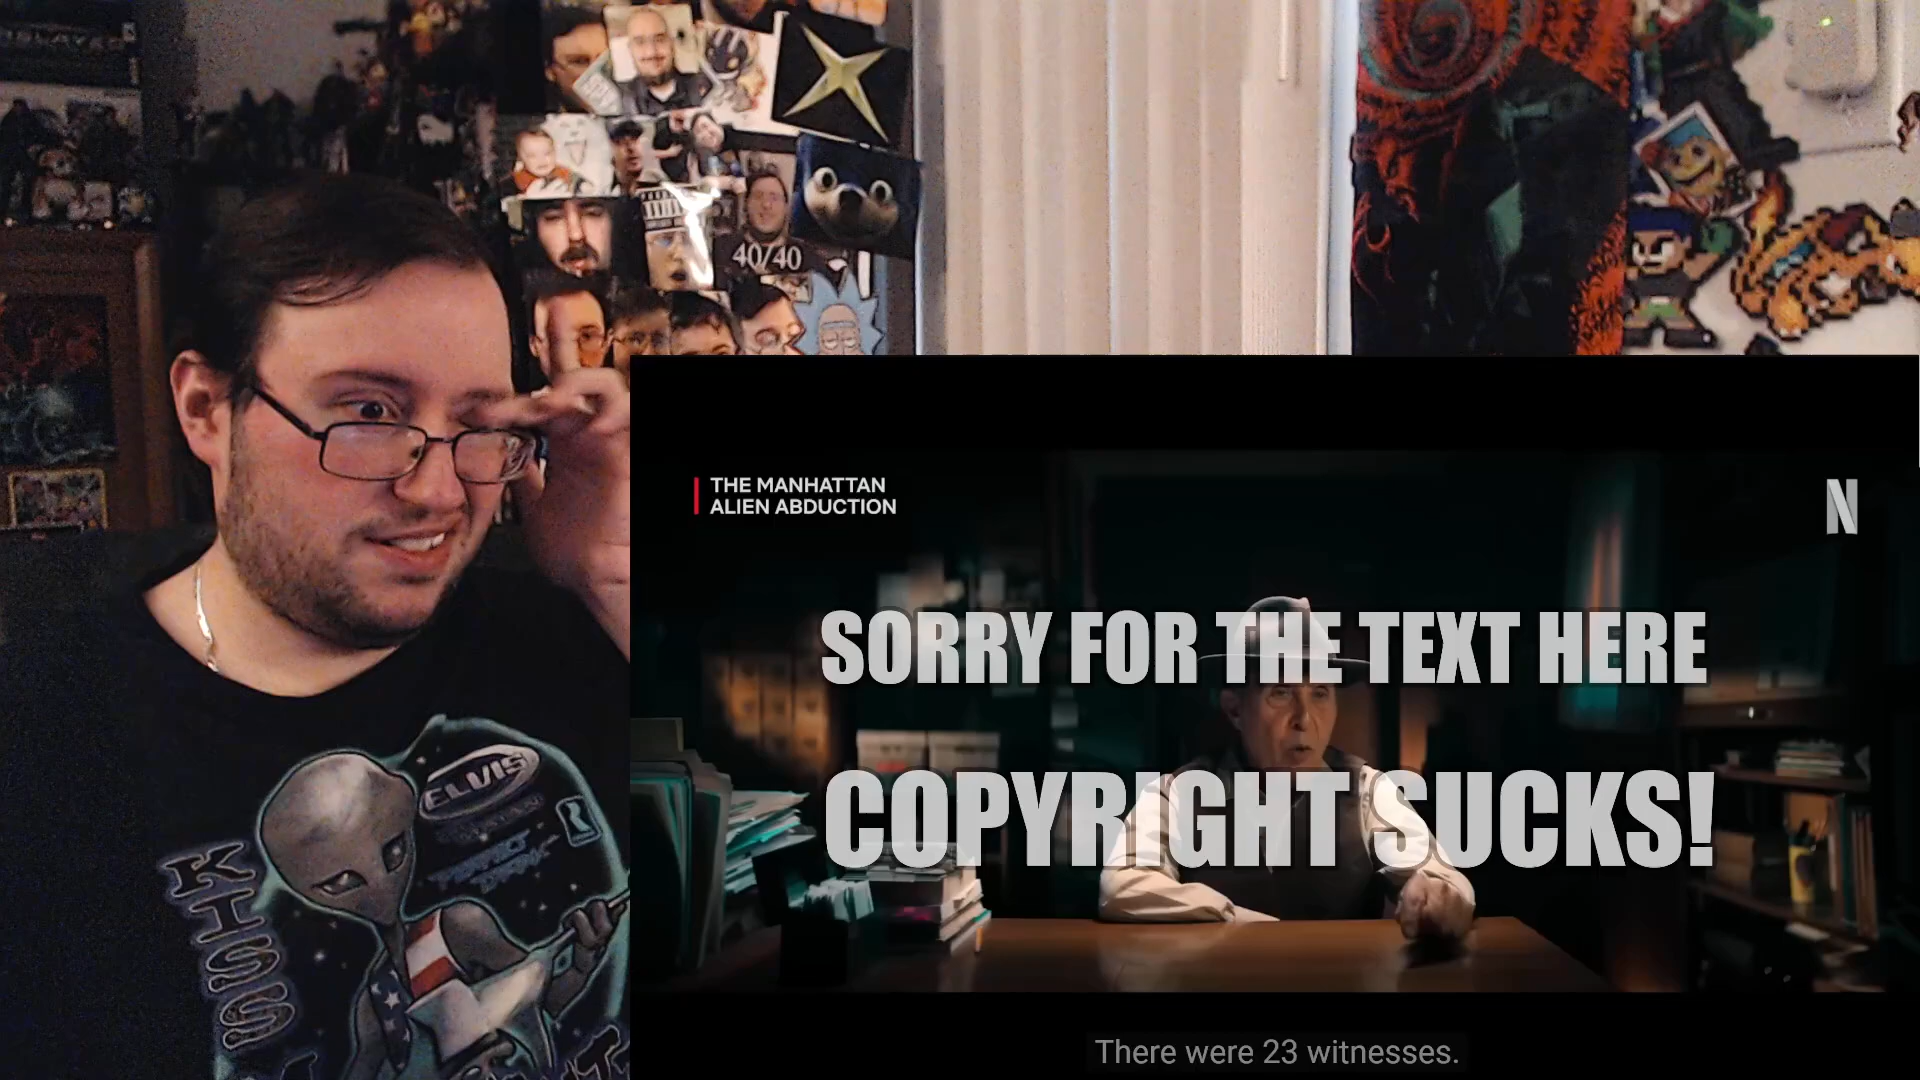 40/40
THE MANHATTAN
ALIEN ABDUCTION
N
SORRY FOR THE TEXT HERE
COPYRIGHT SUCKS!
ELVIS
KISS
There were 23 witnesses.